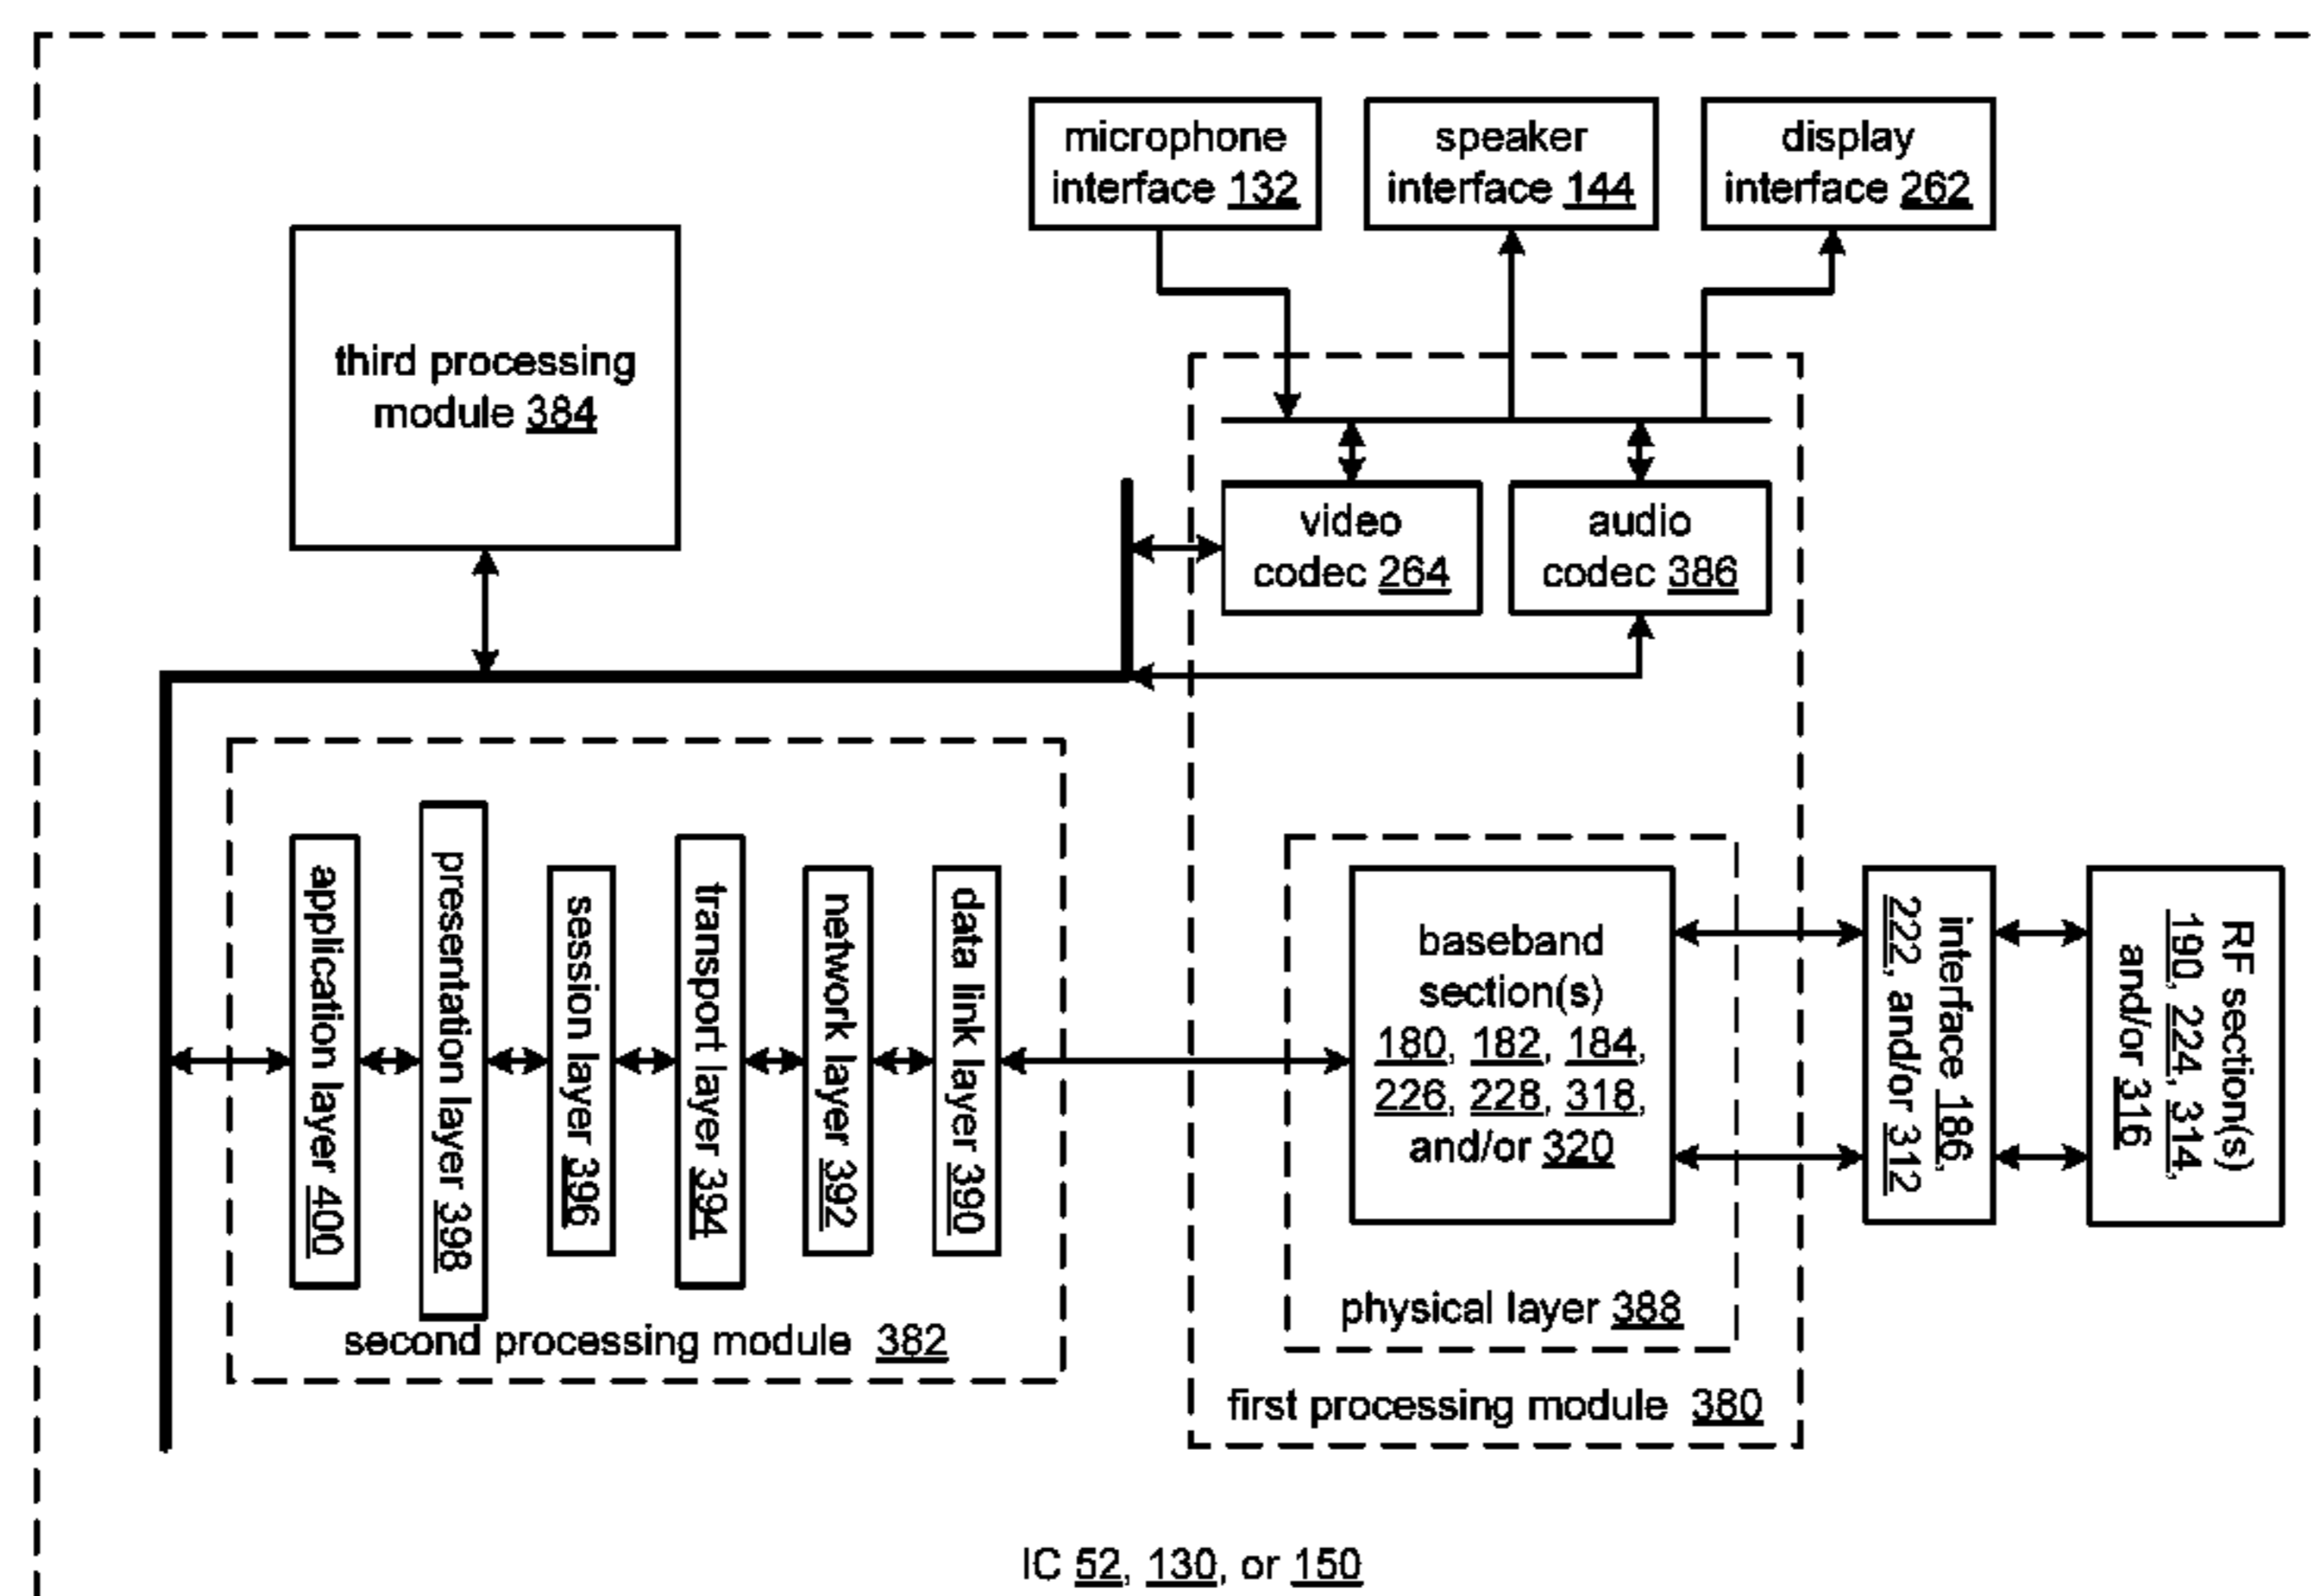 microphone
interface 132
speaker
interface 144
display
interface 262
third processing
module 384
video
codec 264
audio
codec 386
application layer 400
presentation layer 398
session layer 396
transport layer 394
network layer 392
data link layer 390
second processing module 382
baseband
section(s)
180, 182, 184,
226, 228, 318,
and/or 320
physical layer 388
first processing module 380
interface 186,
222, and/or 312
RF section(s)
190, 224, 314,
and/or 316
IC 52, 130, or 150